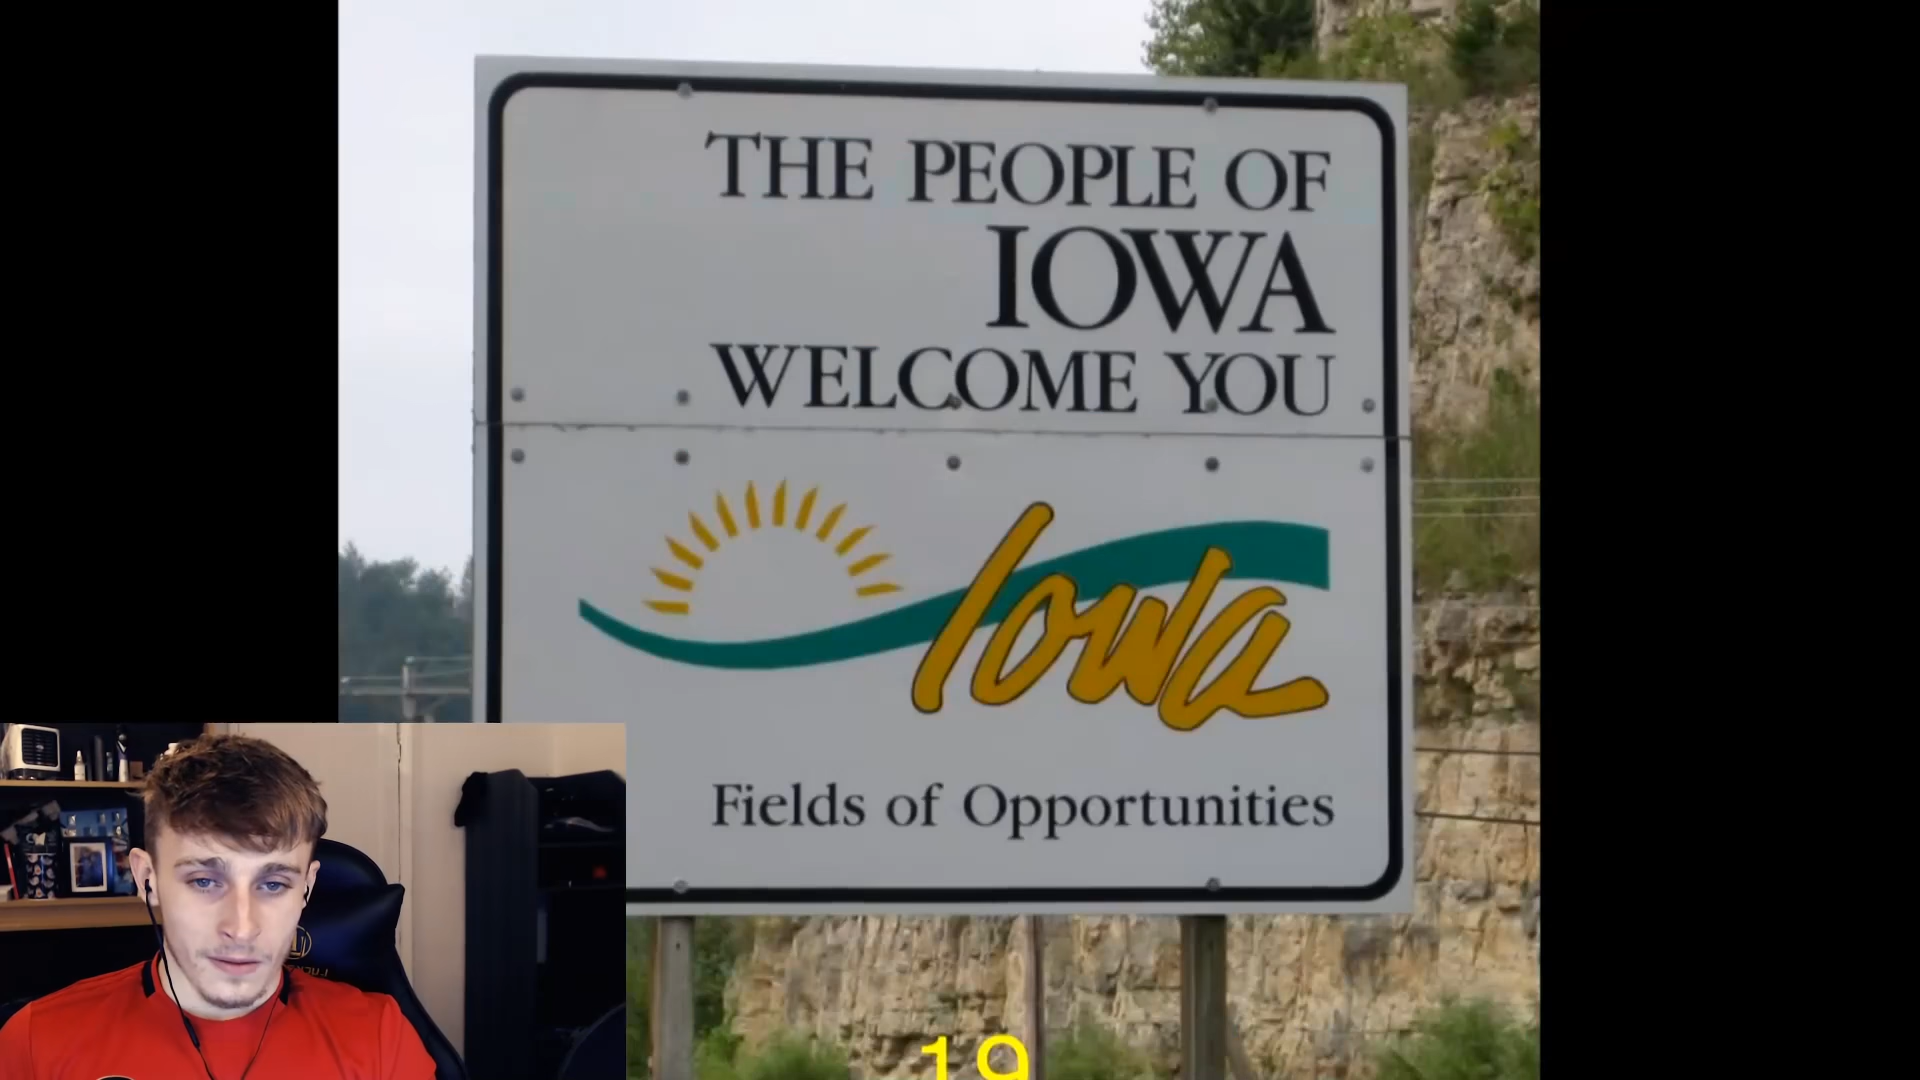 THE PEOPLE OF
IOWA
WELCOME YOU
Iowa
Fields of Opportunities
19